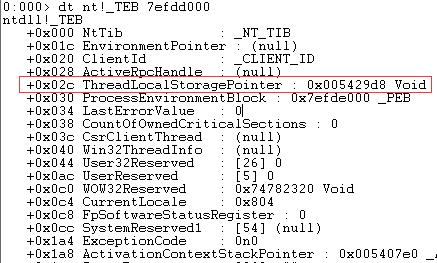 0:000> dt nt!_TEB 7efdd000
ntdll!_TEB
+0x000 NtTib : _NT_TIB
+0x01c EnvironmentPointer : (null)
+0x020 ClientId : _CLIENT_ID
+0x028 ActiveRpcHandle : (null)
+0x02c ThreadLocalStoragePointer : 0x005429d8 Void
+0x030 ProcessEnvironmentBlock : 0x7efde000 _PEB
+0x034 LastErrorValue : 0
+0x038 CountOfOwnedCriticalSections : 0
+0x03c CsrClientThread : (null)
+0x040 Win32ThreadInfo : (null)
+0x044 User32Reserved : [26] 0
+0x0ac UserReserved : [5] 0
+0x0c0 WOW32Reserved : 0x74782320 Void
+0x0c4 CurrentLocale : 0x804
+0x0c8 FpSoftwareStatusRegister : 0
+0x0cc SystemReserved1 : [54] (null)
+0x1a4 ExceptionCode : 0n0
+0x1a8 ActivationContextStackPointer : 0x005407e0 _A